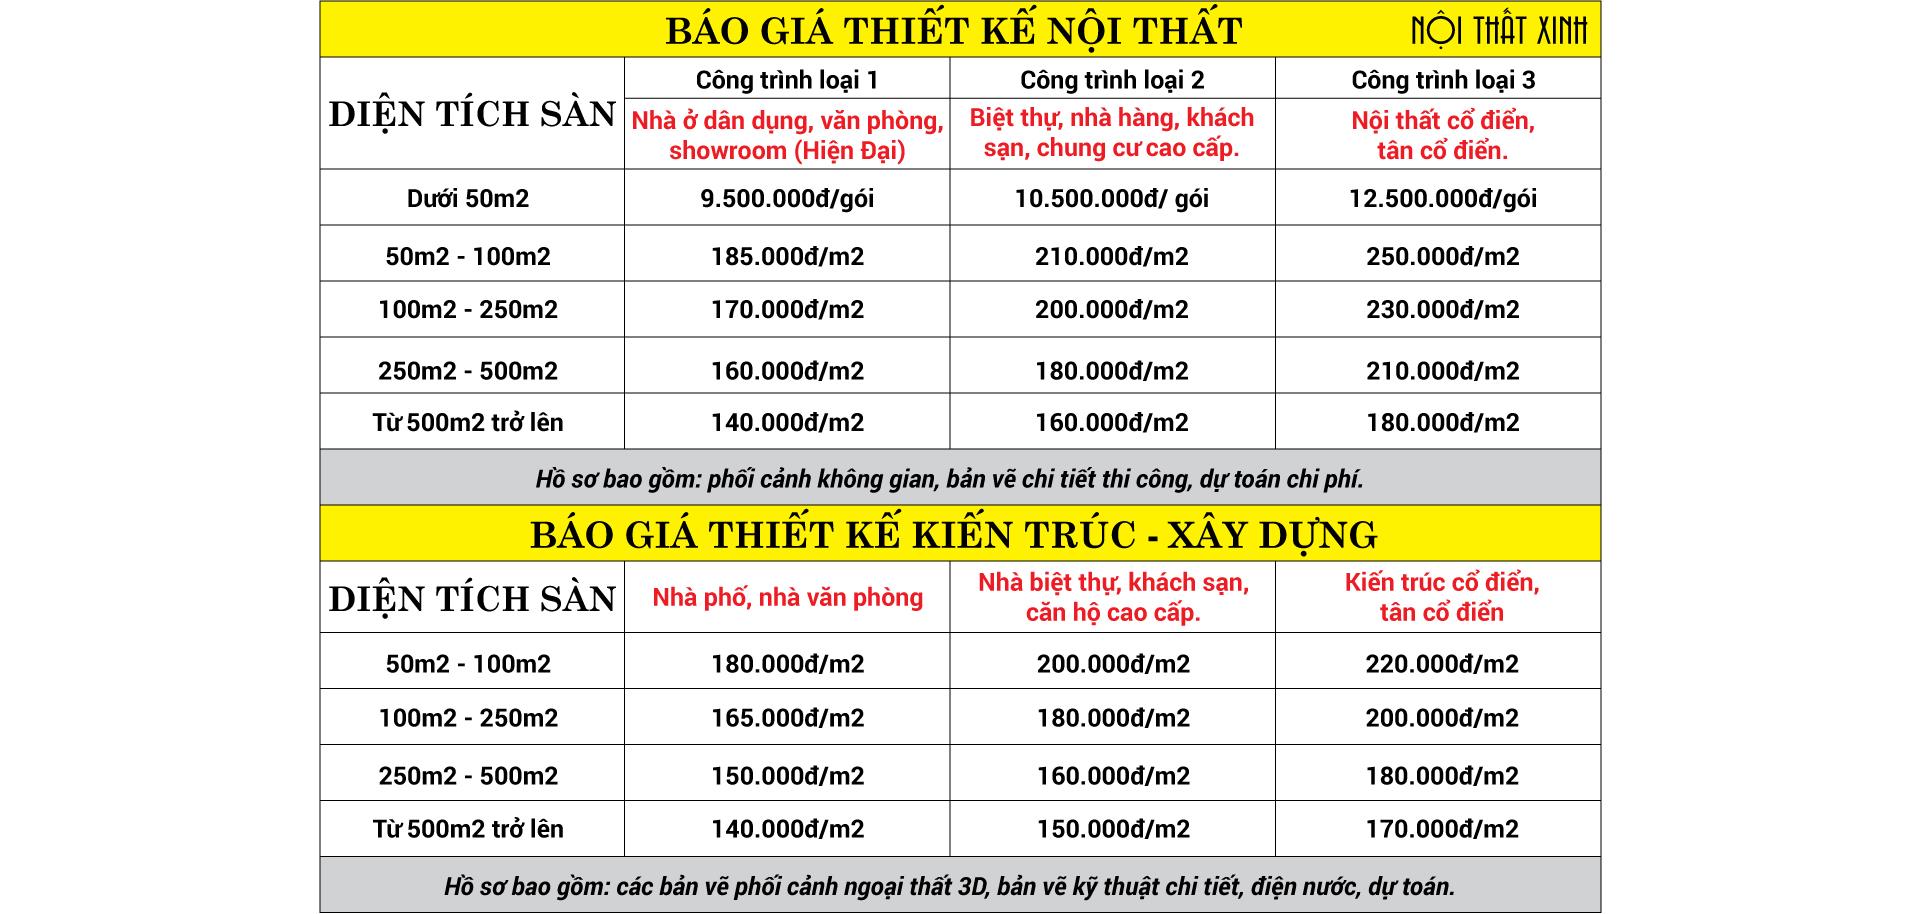 BÁO GIÁ THIẾT KẾ NỘI THẤT NỘI THẤT XINH
DIỆN TÍCH SÀN
Công trình loại 1 Công trình loại 2 Công trình loại 3
Nhà ở dân dụng, văn phòng,
showroom (Hiện Đại)
Biệt thự, nhà hàng, khách
sạn, chung cư cao cấp.
Nội thất cổ điển,
tân cổ điển.
Dưới 50m2 9.500.000đ/gói 10.500.000đ/ gói 12.500.000đ/gói
50m2 - 100m2 185.000đ/m2 210.000đ/m2 250.000đ/m2
100m2 - 250m2 170.000đ/m2 200.000đ/m2 230.000đ/m2
250m2 - 500m2 160.000đ/m2 180.000đ/m2 210.000đ/m2
Từ 500m2 trở lên 140.000đ/m2 160.000đ/m2 180.000đ/m2
Hồ sơ bao gồm: phối cảnh không gian, bản vẽ chi tiết thi công, dự toán chi phí.
BÁO GIÁ THIẾT KẾ KIẾN TRÚC - XÂY DỰNG
DIỆN TÍCH SÀN
Nhà phố, nhà văn phòng
Nhà biệt thự, khách sạn,
căn hộ cao cấp.
Kiến trúc cổ điển,
tân cổ điển
50m2 - 100m2 180.000đ/m2 200.000đ/m2 220.000đ/m2
100m2 - 250m2 165.000đ/m2 180.000đ/m2 200.000đ/m2
250m2 - 500m2 150.000đ/m2 160.000đ/m2 180.000đ/m2
Từ 500m2 trở lên 140.000đ/m2 150.000đ/m2 170.000đ/m2
Hồ sơ bao gồm: các bản vẽ phối cảnh ngoại thất 3D, bản vẽ kỹ thuật chi tiết, điện nước, dự toán.